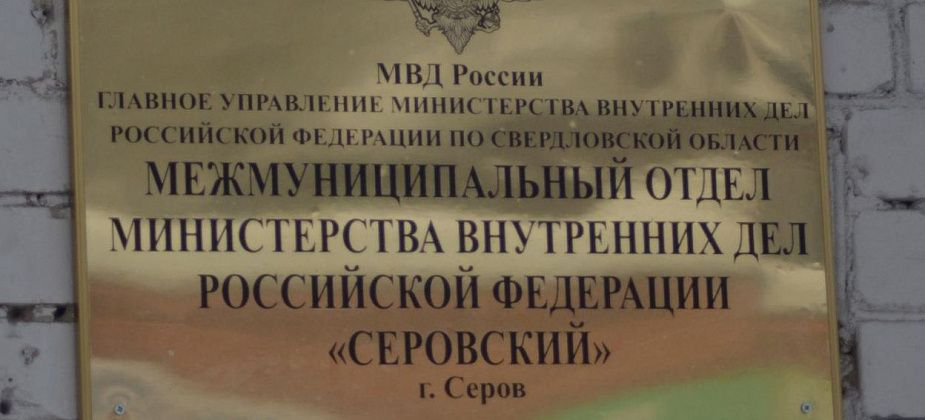 МВД России
ГЛАВНОЕ УПРАВЛЕНИЕ МИНИСТЕРСТВА ВНУТРЕННИХ ДЕЛ
РОССИЙСКОЙ ФЕДЕРАЦИИ ПО СВЕРДЛОВСКОЙ ОБЛАСТИ
МЕЖМУНИЦИПАЛЬНЫЙ ОТДЕЛ
МИНИСТЕРСТВА ВНУТРЕННИХ ДЕЛ
РОССИЙСКОЙ ФЕДЕРАЦИИ
«СЕРОВСКИЙ»
г. Серов